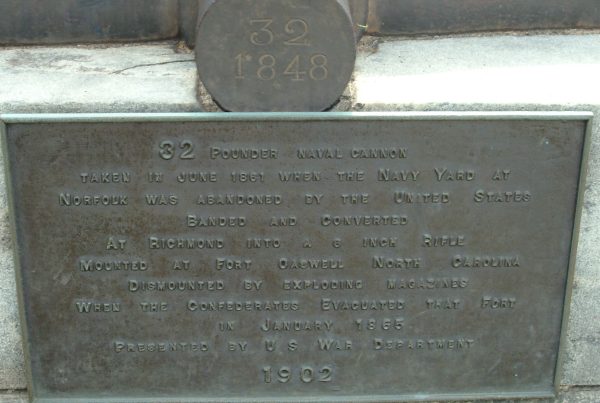 32
1848
32 POUNDER NAVAL CANNON
TAKEN IN JUNE 1861 WHEN THE NAVY YARD AT
NORFOLK WAS ABANDONED BY THE UNITED STATES
BANDED AND CONVERTED
AT RICHMOND INTO A 6 INCH RIFLE
MOUNTED AT FORT CASWELL NORTH CAROLINA
DISMOUNTED BY EXPLODING MAGAZINES
WHEN THE CONFEDERATES EVACUATED THAT FORT
IN JANUARY 1865
PRESENTED BY U S WAR DEPARTMENT
1902